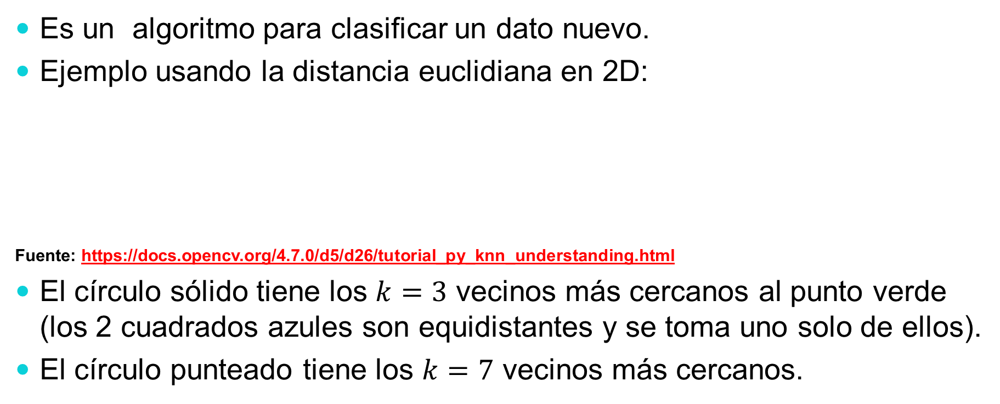 • Es un  algoritmo para clasificar un dato nuevo.
• Ejemplo usando la distancia euclidiana en 2D:
Fuente: https://docs.opencv.org/4.7.0/d5/d26/tutorial_py_knn_understanding.html
• El círculo sólido tiene los k = 3 vecinos más cercanos al punto verde
(los 2 cuadrados azules son equidistantes y se toma uno solo de ellos).
• El círculo punteado tiene los k = 7 vecinos más cercanos.